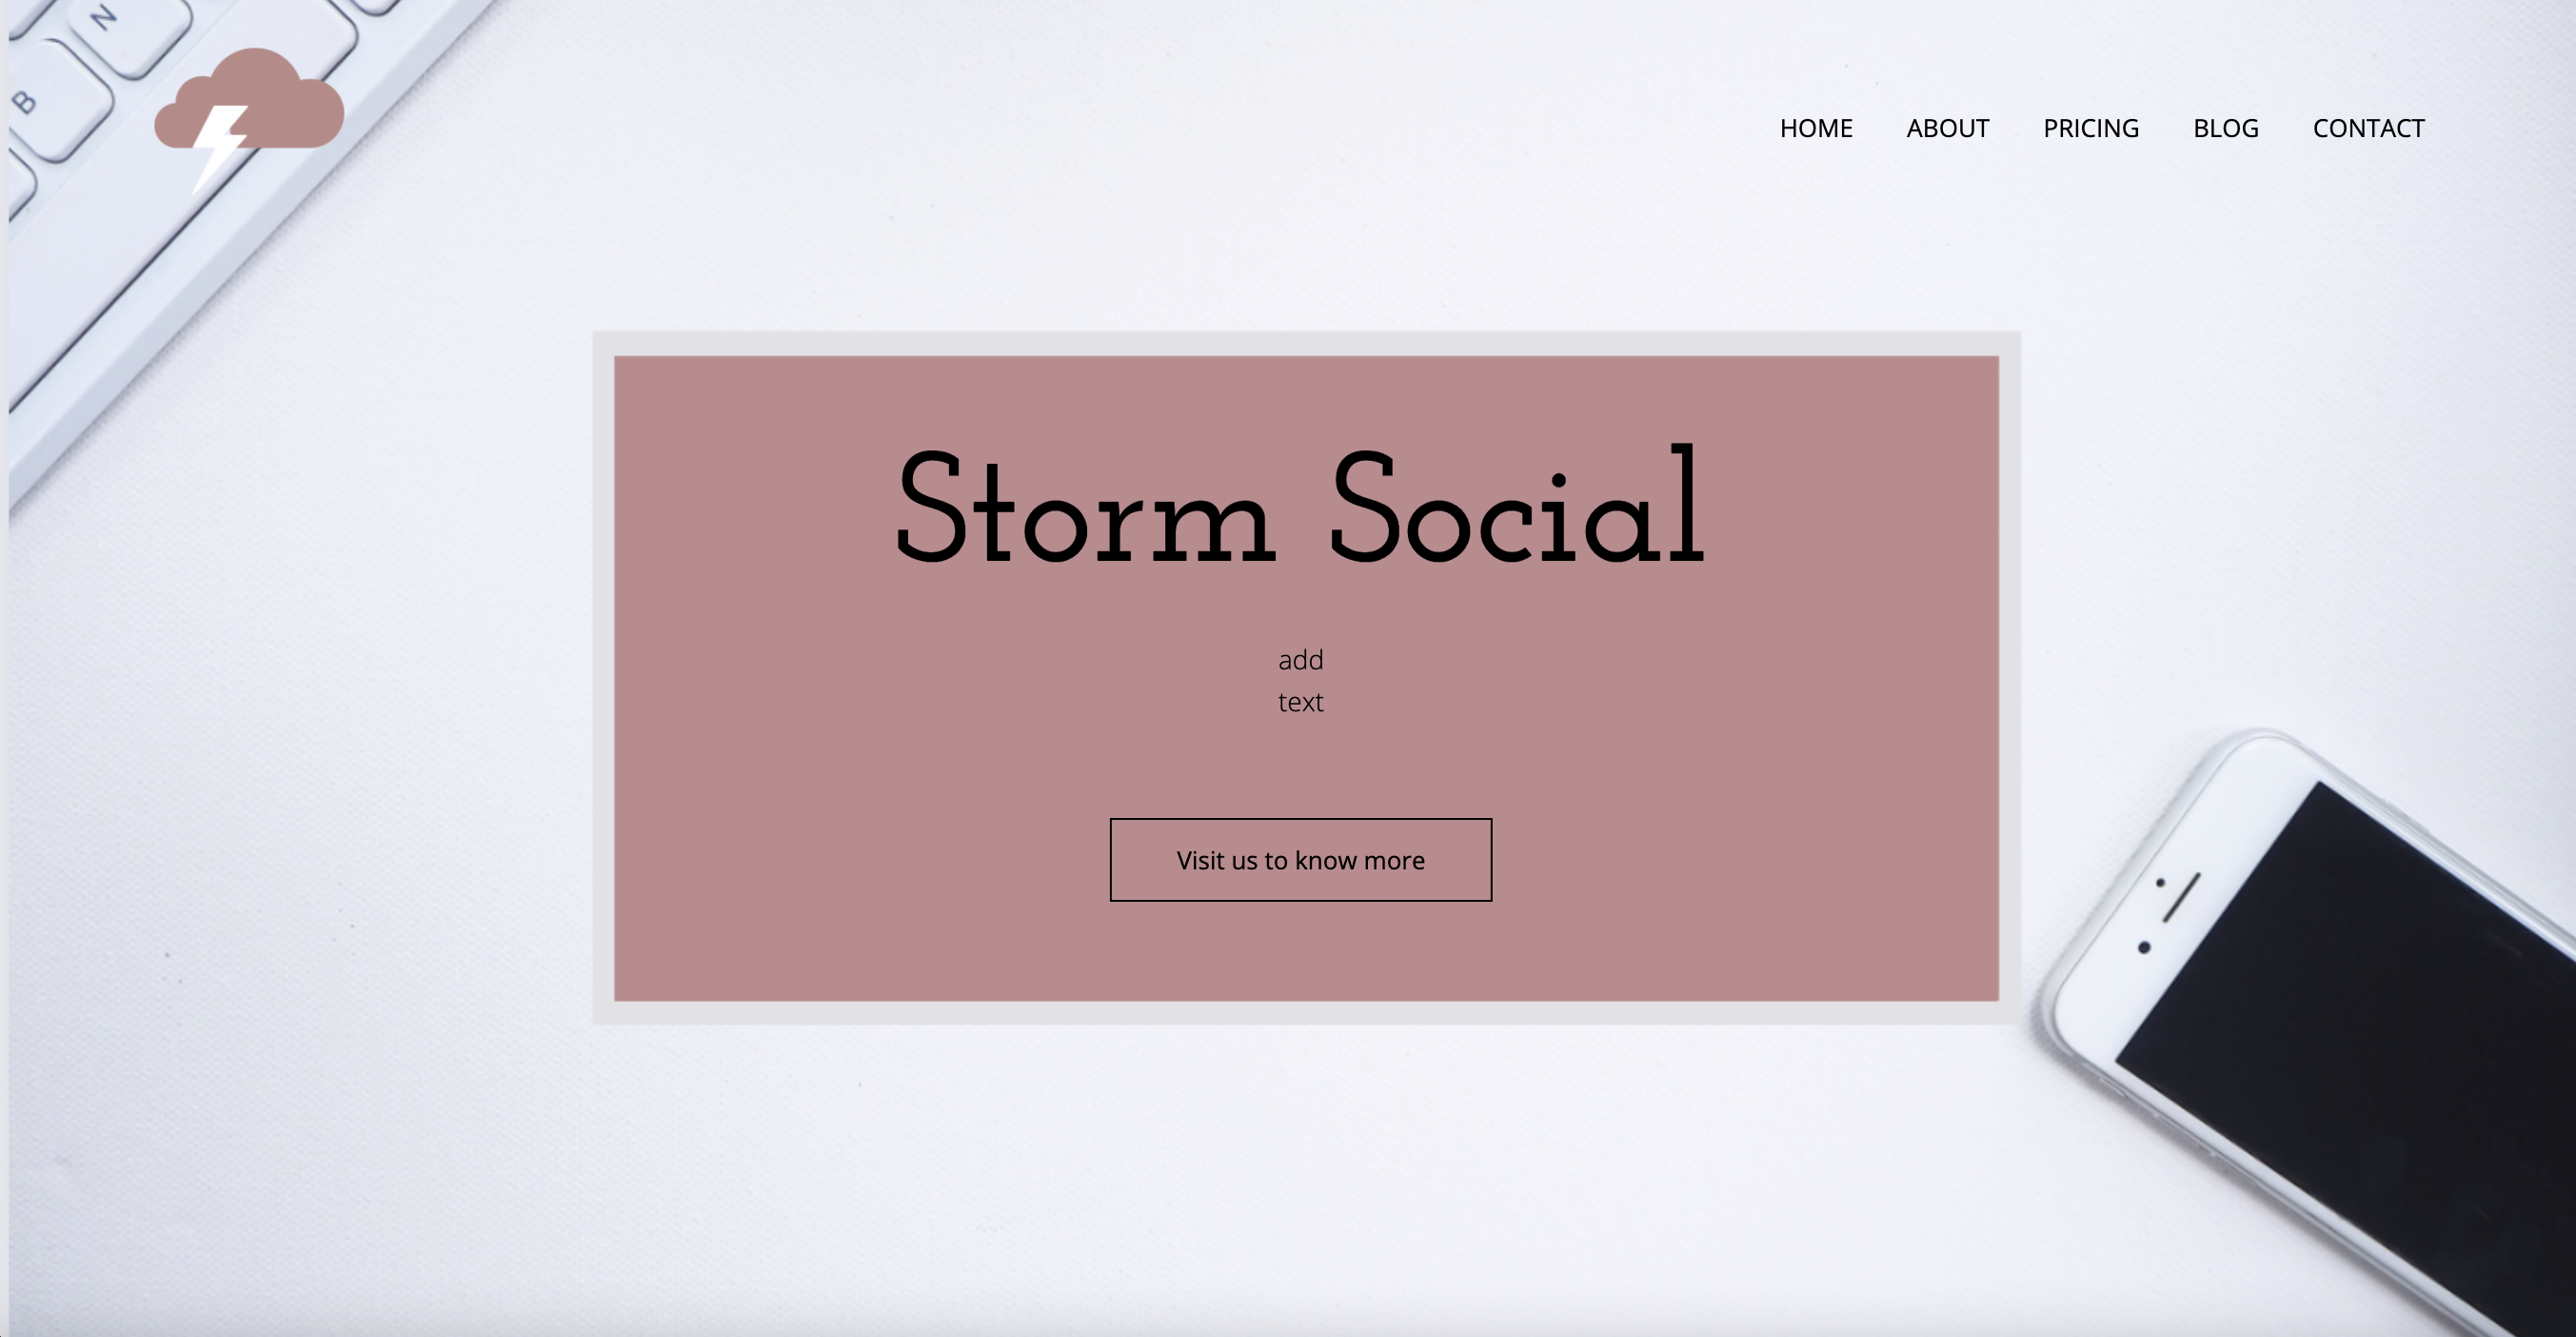 N
B
HOME ABOUT PRICING BLOG CONTACT
Storm Social
add
text
Visit us to know more